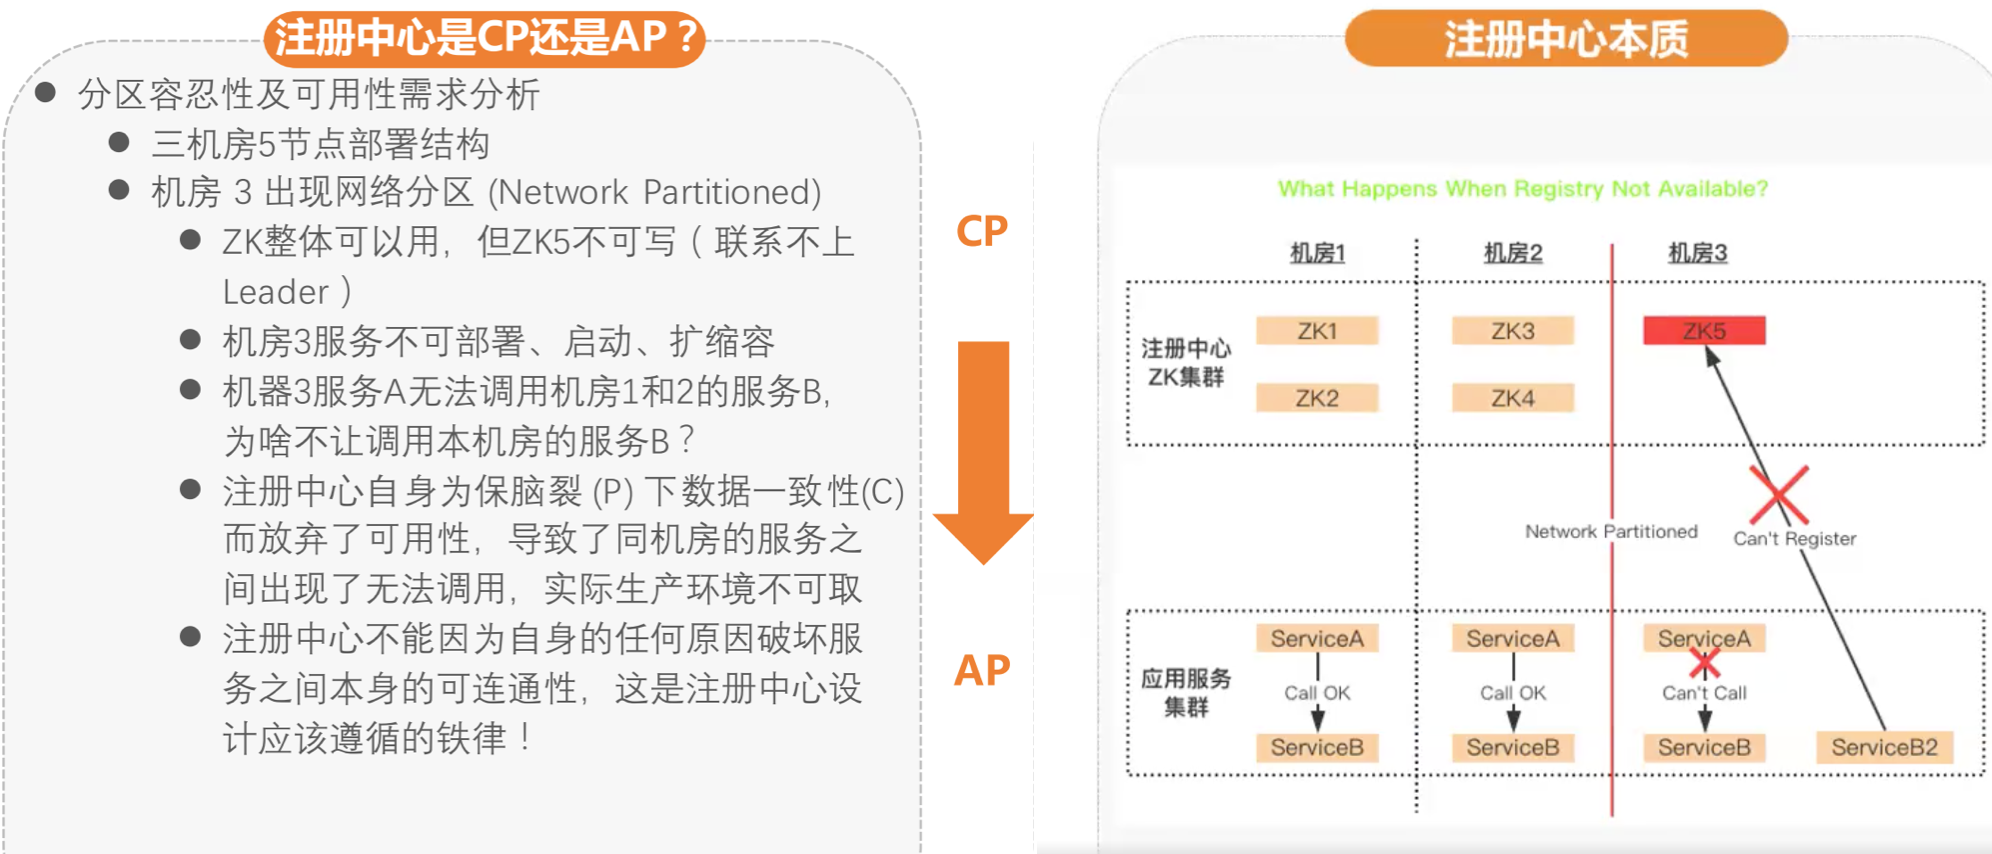 注册中心是CP还是AP？
分区容忍性及可用性需求分析
三机房5节点部署结构
机房 3 出现网络分区 (Network Partitioned)
ZK整体可以用，但ZK5不可写（联系不上
Leader）
机房3服务不可部署、启动、扩缩容
机器3服务A无法调用机房1和2的服务B,
为啥不让调用本机房的服务B？
注册中心自身为保脑裂 (P) 下数据一致性(C)
而放弃了可用性，导致了同机房的服务之
间出现了无法调用，实际生产环境不可取
注册中心不能因为自身的任何原因破坏服
务之间本身的可连通性，这是注册中心设
计应该遵循的铁律！
CP
AP
注册中心本质
What Happens When Registry Not Available?
机房1 机房2 机房3
注册中心
ZK集群
ZK1 ZK3 ZK5
ZK2 ZK4
Network Partitioned
Can't Register
应用服务
集群
ServiceA ServiceA ServiceA
Call OK Call OK Can't Call
ServiceB ServiceB ServiceB ServiceB2